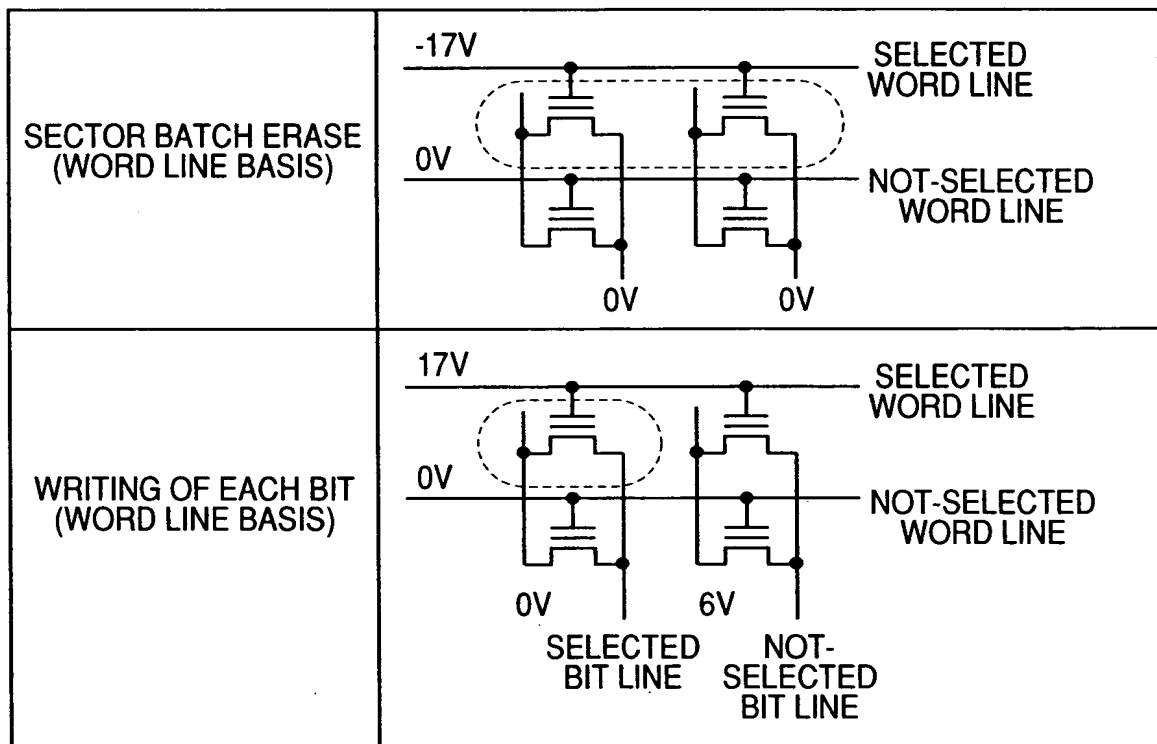 SECTOR BATCH ERASE
(WORD LINE BASIS)
-17V
SELECTED
WORD LINE
0V
NOT-SELECTED
WORD LINE
0V
0V
WRITING OF EACH BIT
(WORD LINE BASIS)
17V
SELECTED
WORD LINE
0V
NOT-SELECTED
WORD LINE
0V
6V
SELECTED
BIT LINE
NOT-
SELECTED
BIT LINE